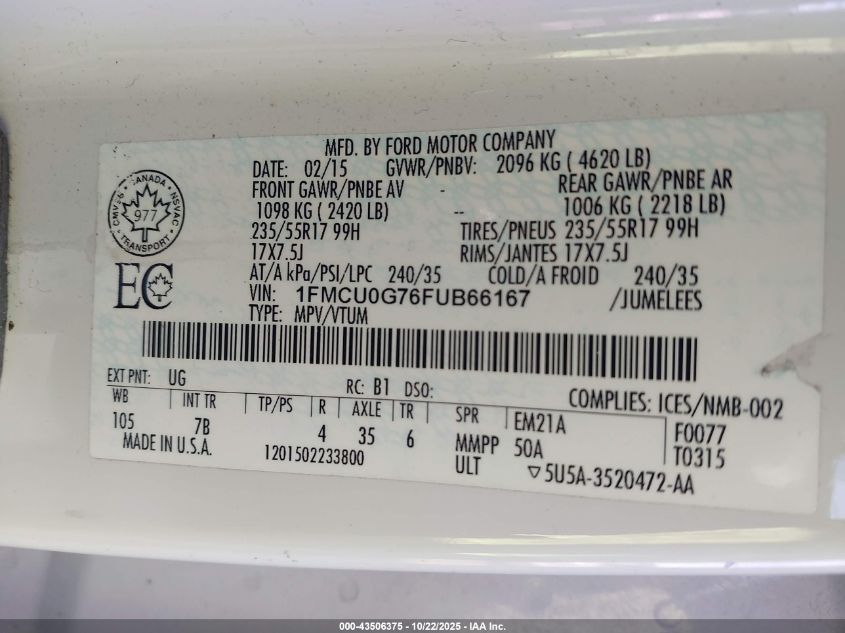 MFD. BY FORD MOTOR COMPANY
DATE: 02/15 GVWR/PNBV: 2096 KG ( 4620 LB)
FRONT GAWR/PNBE AV - REAR GAWR/PNBE AR
1098 KG ( 2420 LB) -- 1006 KG ( 2218 LB)
235/55R17 99H TIRES/PNEUS 235/55R17 99H
17X7.5J RIMS/JANTES 17X7.5J
AT/A kPa/PSI/LPC 240/35 COLD/A FROID 240/35
VIN: 1FMCU0G76FUB66167 /JUMELEES
TYPE: MPV/VTUM
CANADA
CMVSS NSVAC
977
TRANSPORT
EC
EXT PNT: UG RC: B1 DSO: COMPLIES: ICES/NMB-002
WB INT TR TP/PS R AXLE TR SPR EM21A F0077
105 7B 4 35 6 MMPP 50A T0315
MADE IN U.S.A. 1201502233800 ULT ▽5U5A-3520472-AA
000-43506375 - 10/22/2025 - IAA Inc.